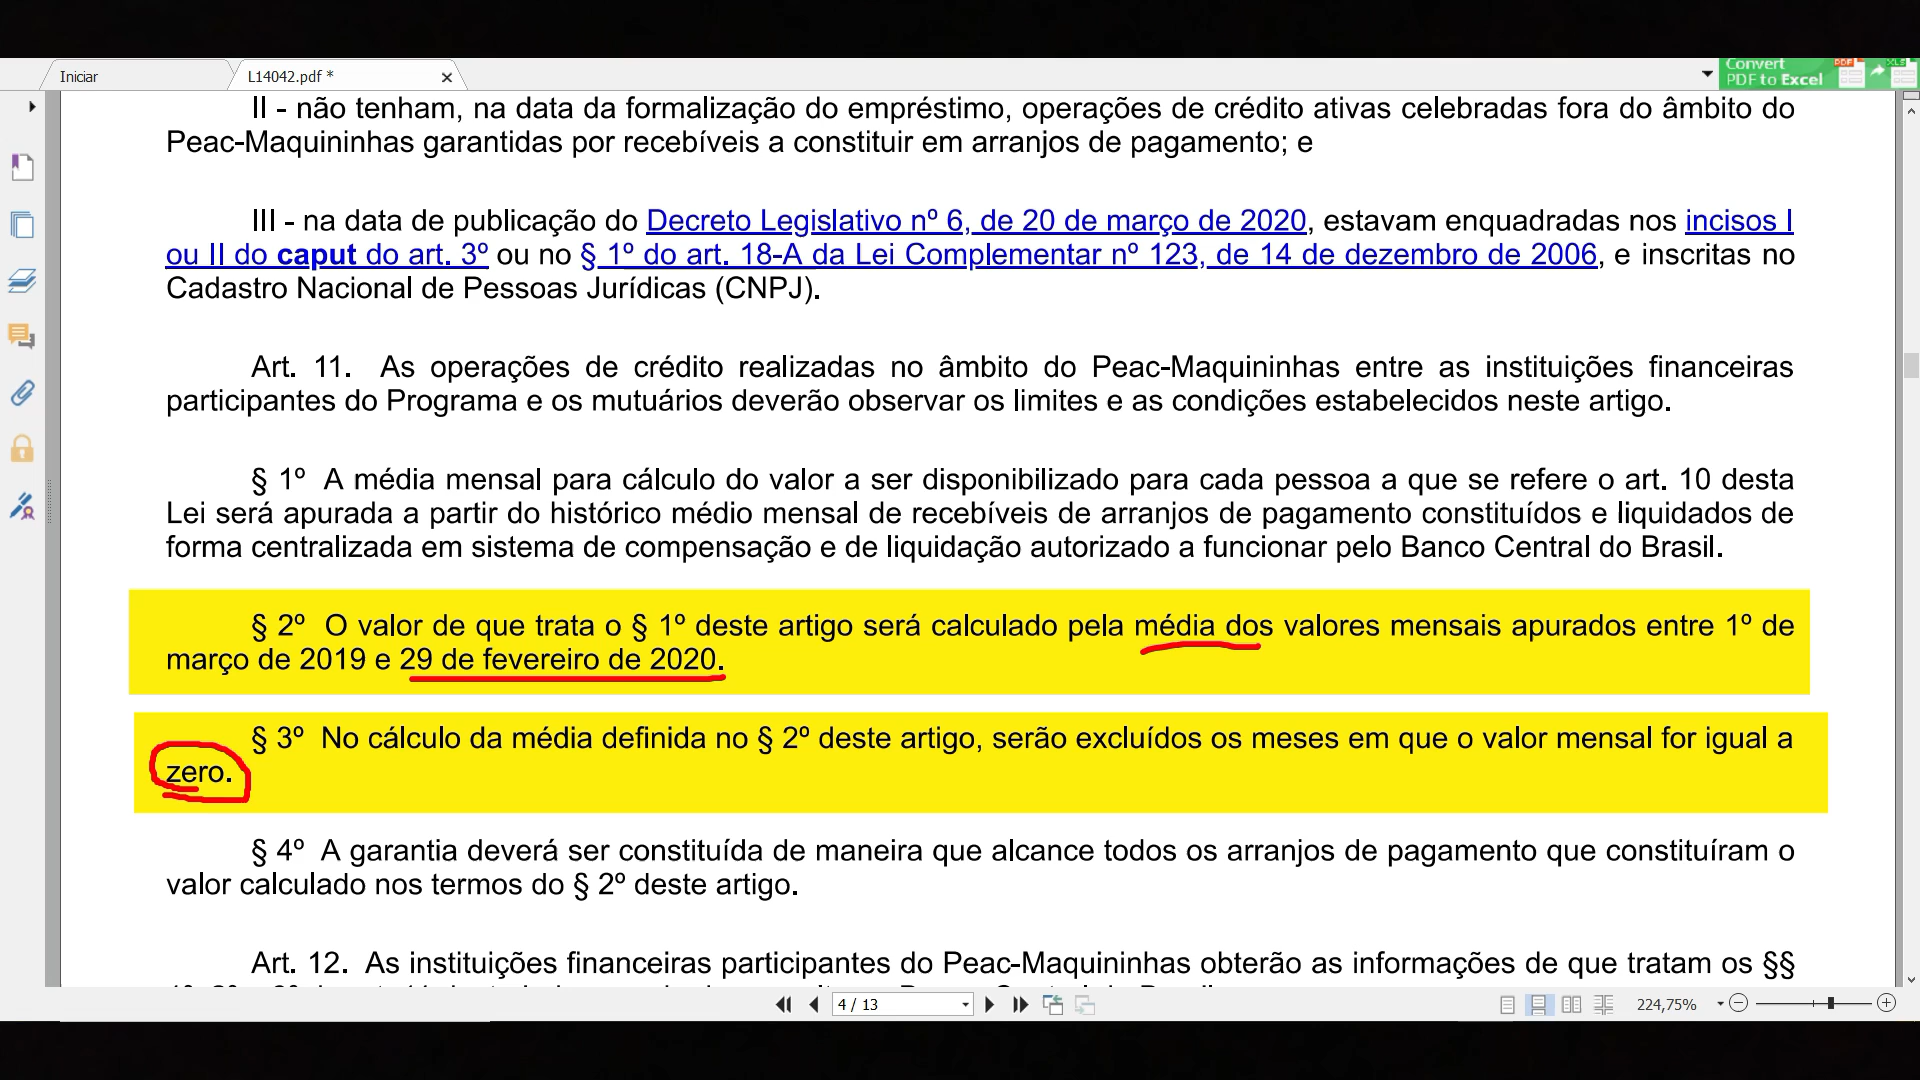 Iniciar
L14042.pdf *
Convert
PDF to Excel
PDF
XLS
II - não tenham, na data da formalização do empréstimo, operações de crédito ativas celebradas fora do âmbito do
Peac-Maquininhas garantidas por recebíveis a constituir em arranjos de pagamento; e
III - na data de publicação do Decreto Legislativo nº 6, de 20 de março de 2020, estavam enquadradas nos incisos I
ou II do caput do art. 3º ou no § 1º do art. 18-A da Lei Complementar nº 123, de 14 de dezembro de 2006, e inscritas no
Cadastro Nacional de Pessoas Jurídicas (CNPJ).
Art. 11. As operações de crédito realizadas no âmbito do Peac-Maquininhas entre as instituições financeiras
participantes do Programa e os mutuários deverão observar os limites e as condições estabelecidos neste artigo.
§ 1º A média mensal para cálculo do valor a ser disponibilizado para cada pessoa a que se refere o art. 10 desta
Lei será apurada a partir do histórico médio mensal de recebíveis de arranjos de pagamento constituídos e liquidados de
forma centralizada em sistema de compensação e de liquidação autorizado a funcionar pelo Banco Central do Brasil.
§ 2º O valor de que trata o § 1º deste artigo será calculado pela média dos valores mensais apurados entre 1º de
março de 2019 e 29 de fevereiro de 2020.
§ 3º No cálculo da média definida no § 2º deste artigo, serão excluídos os meses em que o valor mensal for igual a
zero.
§ 4º A garantia deverá ser constituída de maneira que alcance todos os arranjos de pagamento que constituíram o
valor calculado nos termos do § 2º deste artigo.
Art. 12. As instituições financeiras participantes do Peac-Maquininhas obterão as informações de que tratam os §§
4 / 13
224,75%